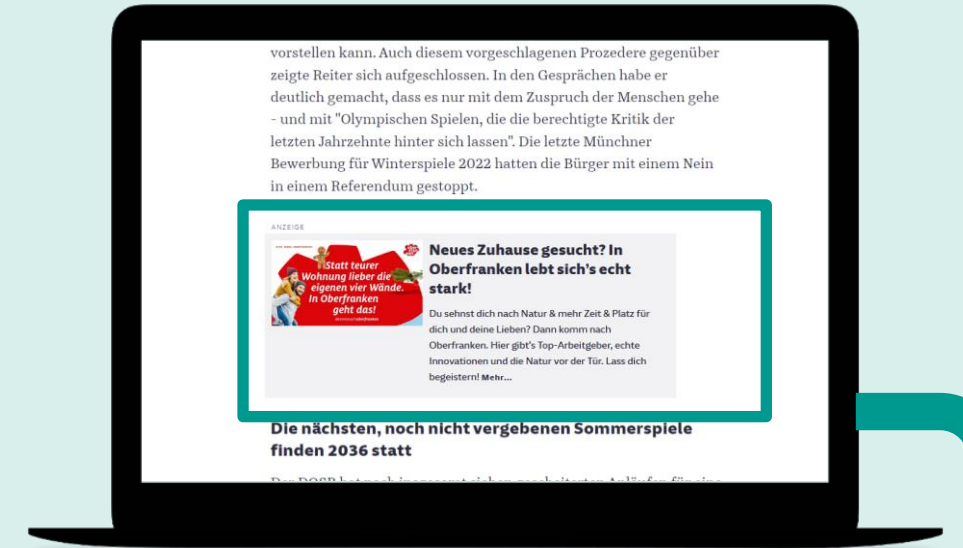 vorstellen kann. Auch diesem vorgeschlagenen Prozedere gegenüber
zeigte Reiter sich aufgeschlossen. In den Gesprächen habe er
deutlich gemacht, dass es nur mit dem Zuspruch der Menschen gehe
- und mit "Olympischen Spielen, die die berechtigte Kritik der
letzten Jahrzehnte hinter sich lassen". Die letzte Münchner
Bewerbung für Winterspiele 2022 hatten die Bürger mit einem Nein
in einem Referendum gestoppt.
ANZEIGE
Statt teurer
Wohnung lieber die
eigenen vier Wände.
In Oberfranken
geht das!
Neues Zuhause gesucht? In
Oberfranken lebt sich's echt
stark!
Du sehnst dich nach Natur & mehr Zeit & Platz für
dich und deine Lieben? Dann komm nach
Oberfranken. Hier gibt's Top-Arbeitgeber, echte
Innovationen und die Natur vor der Tür. Lass dich
begeistern! Mehr...
Die nächsten, noch nicht vergebenen Sommerspiele
finden 2036 statt